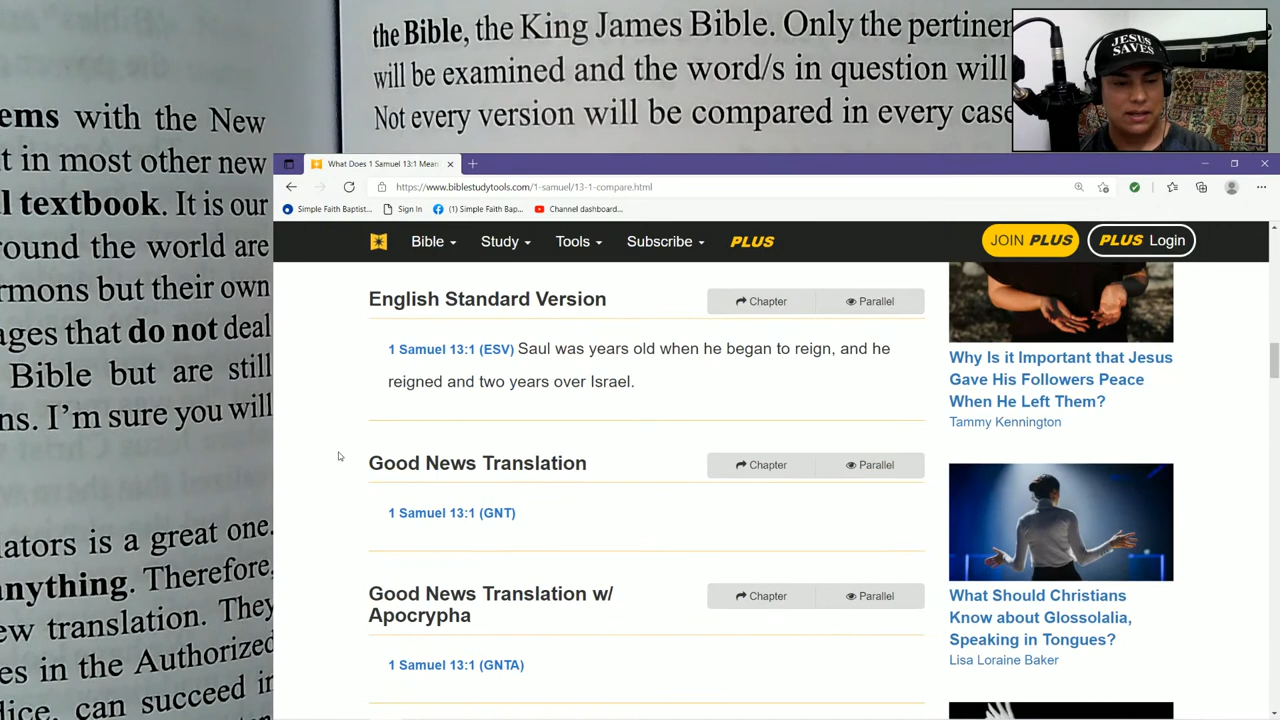 the Bible, the King James Bible. Only the pertinen
will be examined and the word/s in question will
Not every version will be compared in every case
JESUS
SAVES
ems with the New
t in most other new
l textbook. It is our
round the world are
rmons but their own
ages that do not deal
Bible but are still
ns. I'm sure you will
lators is a great one.
anything. Therefore,
ew translation. They
es in the Authorized
dice, can succeed in
What Does 1 Samuel 13:1 Mean
https://www.biblestudytools.com/1-samuel/13-1-compare.html
Simple Faith Baptist...
Sign In
(1) Simple Faith Bap...
Channel dashboard...
Bible
Study
Tools
Subscribe
PLUS
JOIN PLUS
PLUS Login
English Standard Version
Chapter
Parallel
1 Samuel 13:1 (ESV) Saul was years old when he began to reign, and he
reigned and two years over Israel.
Good News Translation
Chapter
Parallel
1 Samuel 13:1 (GNT)
Good News Translation w/
Apocrypha
Chapter
Parallel
1 Samuel 13:1 (GNTA)
Why Is it Important that Jesus
Gave His Followers Peace
When He Left Them?
Tammy Kennington
What Should Christians
Know about Glossolalia,
Speaking in Tongues?
Lisa Loraine Baker